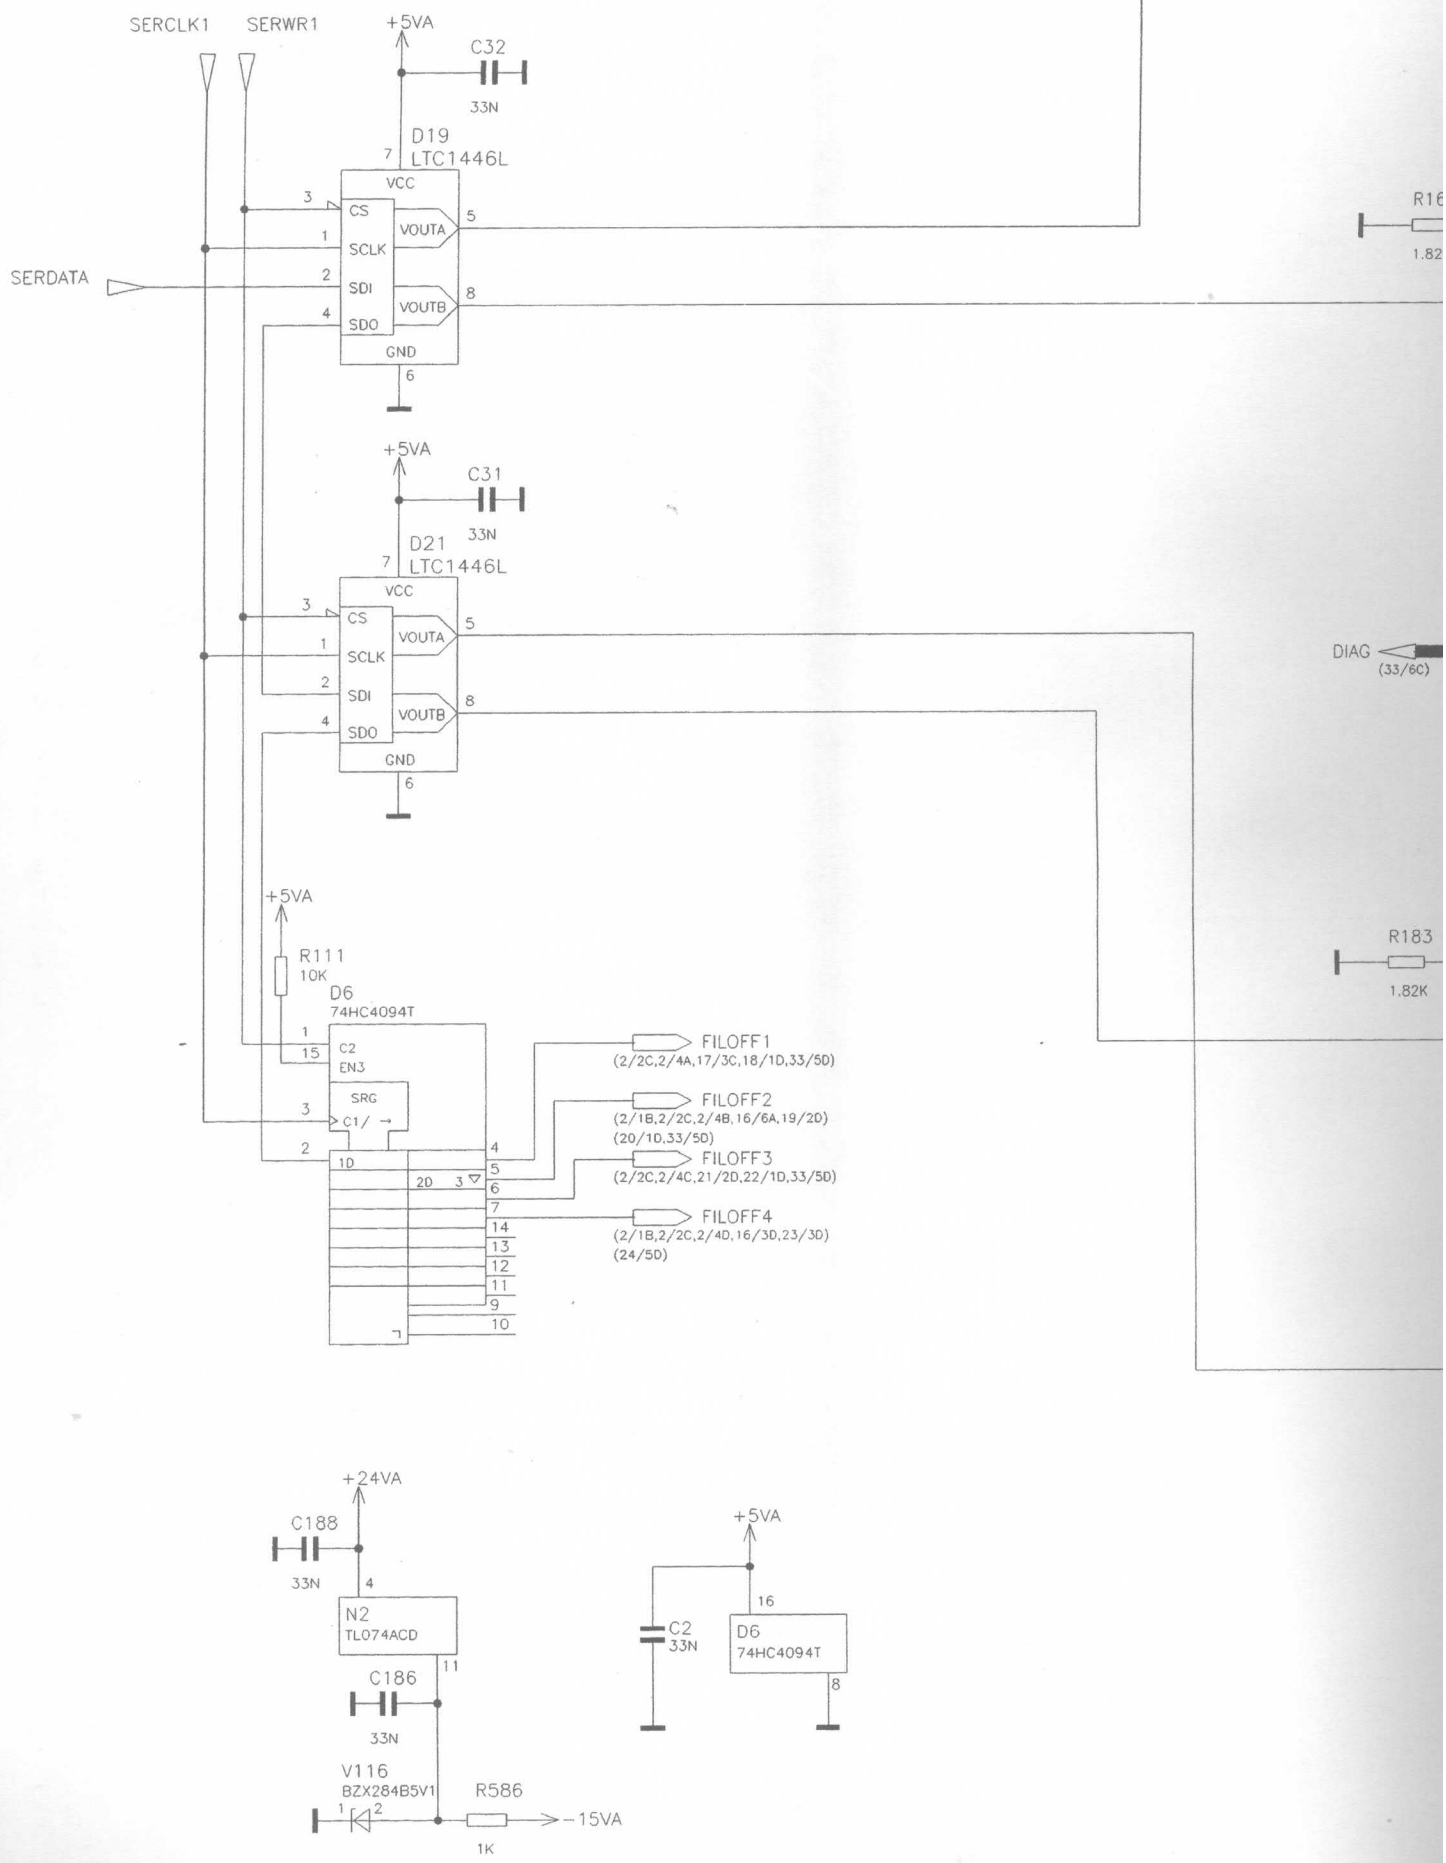 SERCLK1
SERWR1
+5VA
C32
33N
D19
LTC1446L
7
VCC
3
CS
1
SCLK
2
SDI
4
SDO
VOUTA
5
VOUTB
8
GND
6
SERDATA
R16
1.82
+5VA
C31
33N
D21
LTC1446L
7
VCC
3
CS
1
SCLK
2
SDI
4
SDO
VOUTA
5
VOUTB
8
GND
6
DIAG
(33/6C)
R183
1.82K
+5VA
R111
10K
D6
74HC4094T
1
C2
15
EN3
SRG
3
C1/ →
2
1D
2D 3
4
5
6
7
14
13
12
11
9
10
FILOFF1
(2/2C,2/4A,17/3C,18/1D,33/5D)
FILOFF2
(2/1B,2/2C,2/4B,16/6A,19/2D)
(20/1D,33/5D)
FILOFF3
(2/2C,2/4C,21/2D,22/1D,33/5D)
FILOFF4
(2/1B,2/2C,2/4D,16/3D,23/3D)
(24/5D)
+24VA
C188
33N
4
N2
TL074ACD
11
C186
33N
V116
BZX284B5V1
1
2
R586
1K
-15VA
+5VA
16
C2
33N
D6
74HC4094T
8